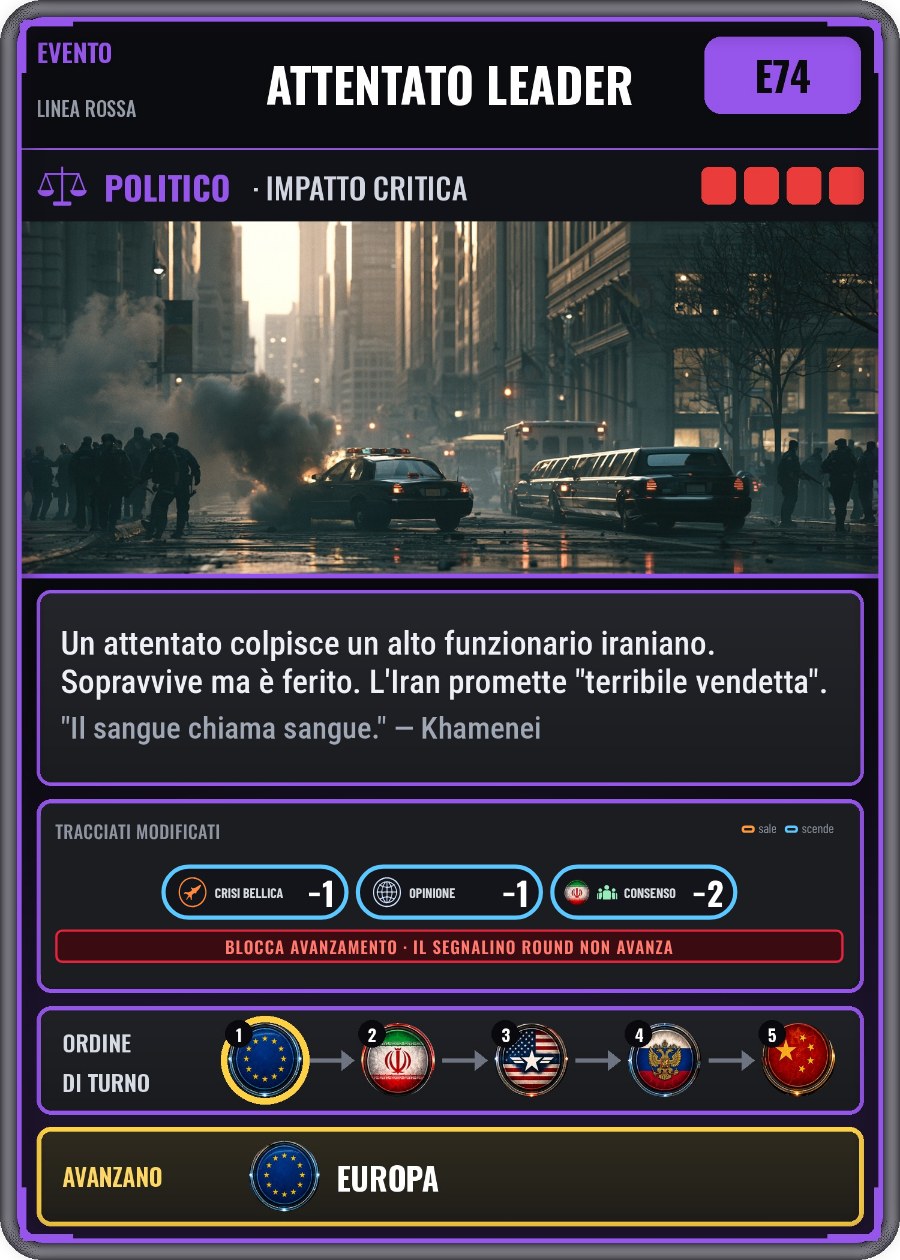 EVENTO
LINEA ROSSA
ATTENTATO LEADER
E74
POLITICO · IMPATTO CRITICA
Un attentato colpisce un alto funzionario iraniano.
Sopravvive ma è ferito. L'Iran promette "terribile vendetta".
"Il sangue chiama sangue." — Khamenei
TRACCIATI MODIFICATI
sale scende
CRISI BELLICA -1 OPINIONE -1 CONSENSO -2
BLOCCA AVANZAMENTO · IL SEGNALINO ROUND NON AVANZA
ORDINE
DI TURNO
1 2 3 4 5
AVANZANO EUROPA